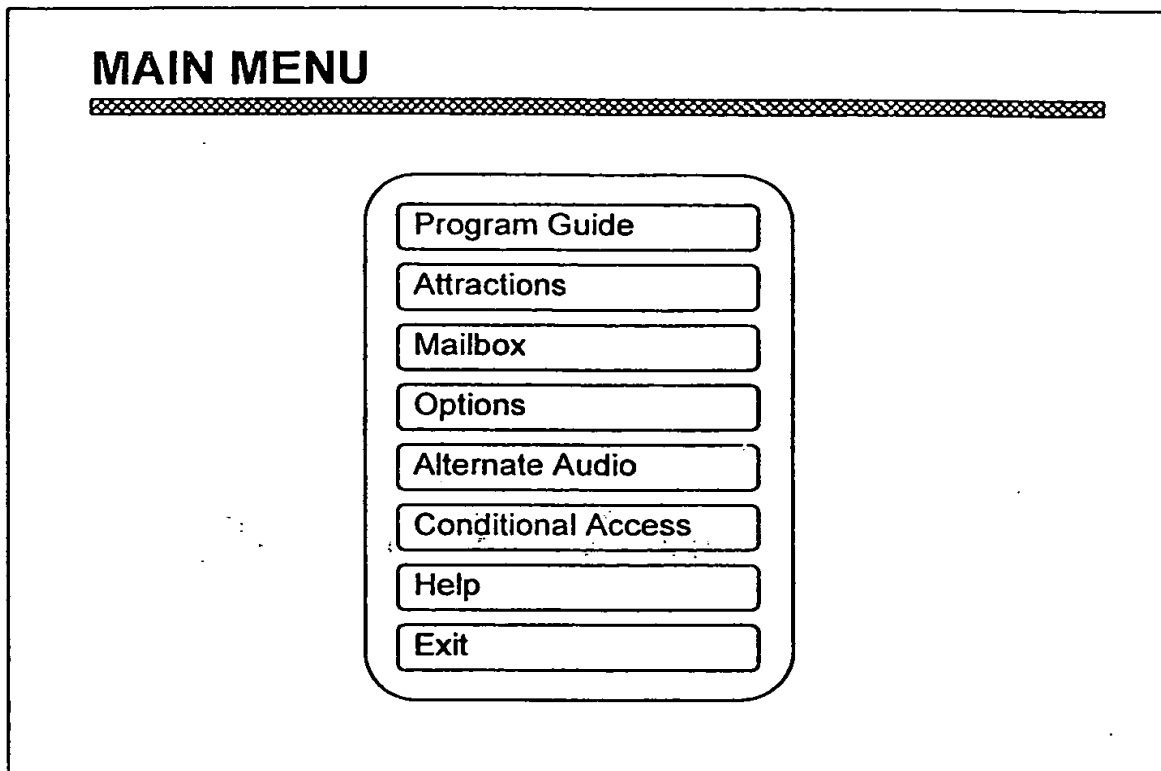 MAIN MENU
Program Guide
Attractions
Mailbox
Options
Alternate Audio
Conditional Access
Help
Exit